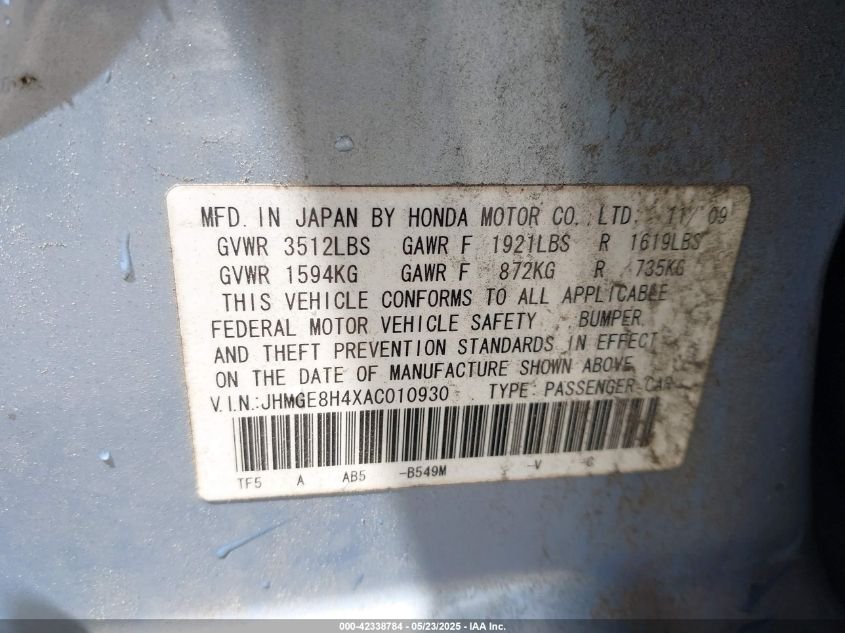 MFD. IN JAPAN BY HONDA MOTOR CO., LTD. 11/09
GVWR 3512LBS GAWR F 1921LBS R 1619LBS
GVWR 1594KG GAWR F 872KG R 735KG
THIS VEHICLE CONFORMS TO ALL APPLICABLE
FEDERAL MOTOR VEHICLE SAFETY BUMPER
AND THEFT PREVENTION STANDARDS IN EFFECT
ON THE DATE OF MANUFACTURE SHOWN ABOVE
V.I.N.:JHMGE8H4XAC010930 TYPE: PASSENGER CAR
TF5 A AB5 -B549M -V -C
000-42338784 - 05/23/2025 - IAA Inc.